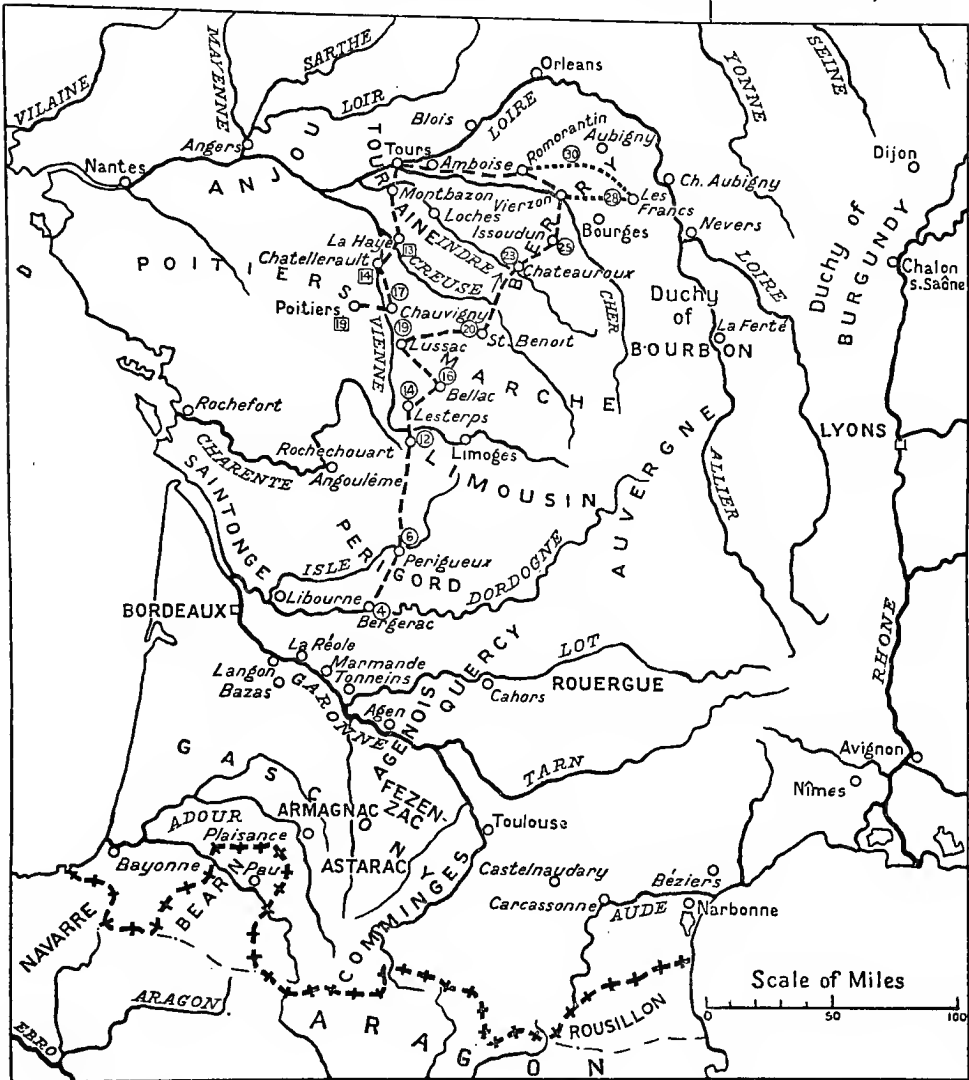 VILAINE
MAYENNE
SARTHE
LOIR
Orleans
YONNE
SEINE
Blois
LOIRE
Angers
ANJOU
TOURAINE
Tours
Amboise
Romorantin
Aubigny
30
Dijon
Nantes
Montbazon
Vierzon
28
Les Francs
Ch. Aubigny
Loches
Bourges
Nevers
La Haye
13
INDRE
Issoudun
25
BERRY
23
Chatellerault
14
CREUSE
Chateauroux
LOIRE
Duchy of BURGUNDY
Chalon s. Saône
POITIERS
17
CHER
Duchy of BOURBON
Poitiers
19
Chauvigny
19
20
St. Benoit
La Ferté
VIENNE
Lussac
MARCHE
16
Bellac
14
Lesterps
Rochefort
12
LYONS
CHARENTE
Rochechouart
Limoges
Angoulême
LIMOUSIN
AUVERGNE
ALLIER
SAINTONGE
6
PERIGORD
Perigueux
ISLE
DORDOGNE
Libourne
4
Bergerac
BORDEAUX
La Réole
Marmande
Tonneins
Langon
Bazas
GARONNE
QUERCY
LOT
Cahors
ROUERGUE
RHONE
Agen
AGENOIS
TARN
Avignon
GASCONY
FEZENZAC
Nîmes
ARMAGNAC
ADOUR
Plaisance
Toulouse
Bayonne
Pau
BEARN
ASTARAC
Castelnaudary
Béziers
COMMINGES
Carcassonne
AUDE
Narbonne
NAVARRE
ARAGON
ROUSILLON
EBRO
ARAGON
Scale of Miles
0 50 100